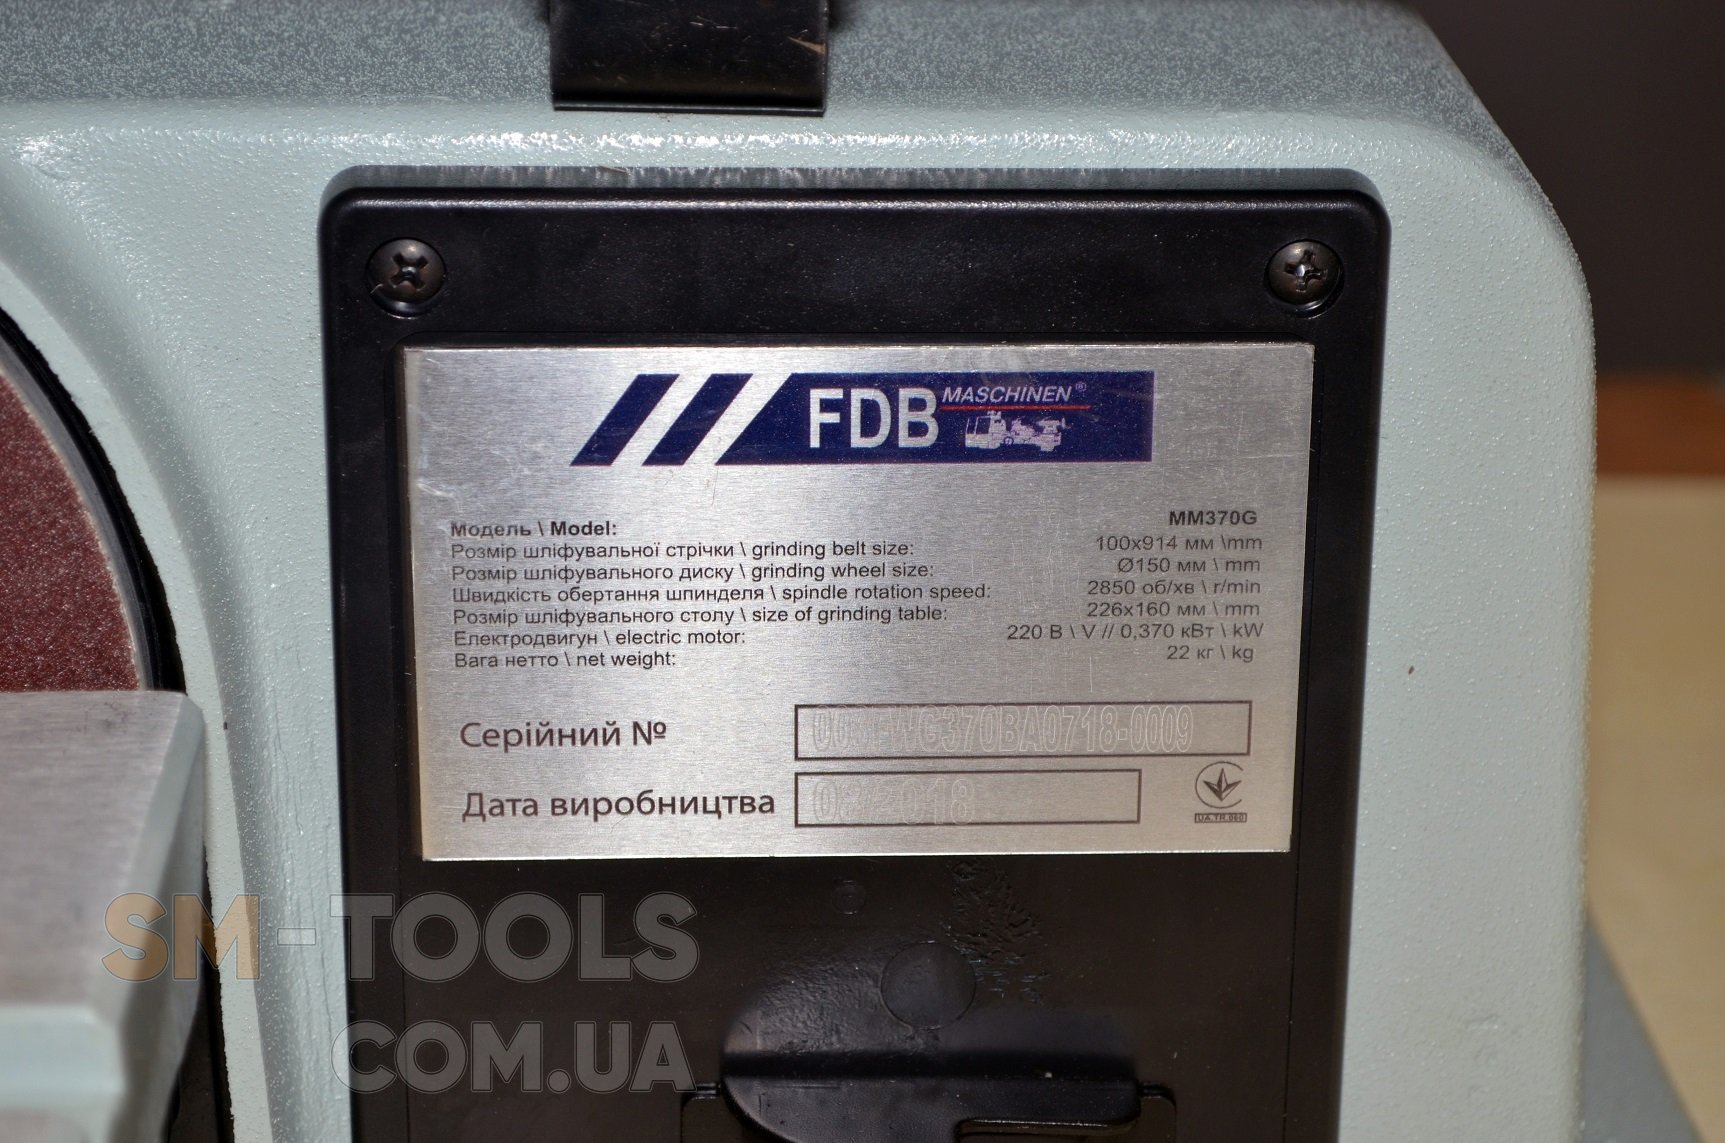 FDB MASCHINEN®
Модель \ Model: MM370G
Розмір шліфувальної стрічки \ grinding belt size: 100x914 мм \mm
Розмір шліфувального диску \ grinding wheel size: Ø150 мм \ mm
Швидкість обертання шпинделя \ spindle rotation speed: 2850 об/хв \ r/min
Розмір шліфувального столу \ size of grinding table: 226x160 мм \ mm
Електродвигун \ electric motor: 220 В \ V // 0,370 кВт \ kW
Вага нетто \ net weight: 22 кг \ kg
Серійний №
Дата виробництва
UA.TR.060
SM-TOOLS
COM.UA